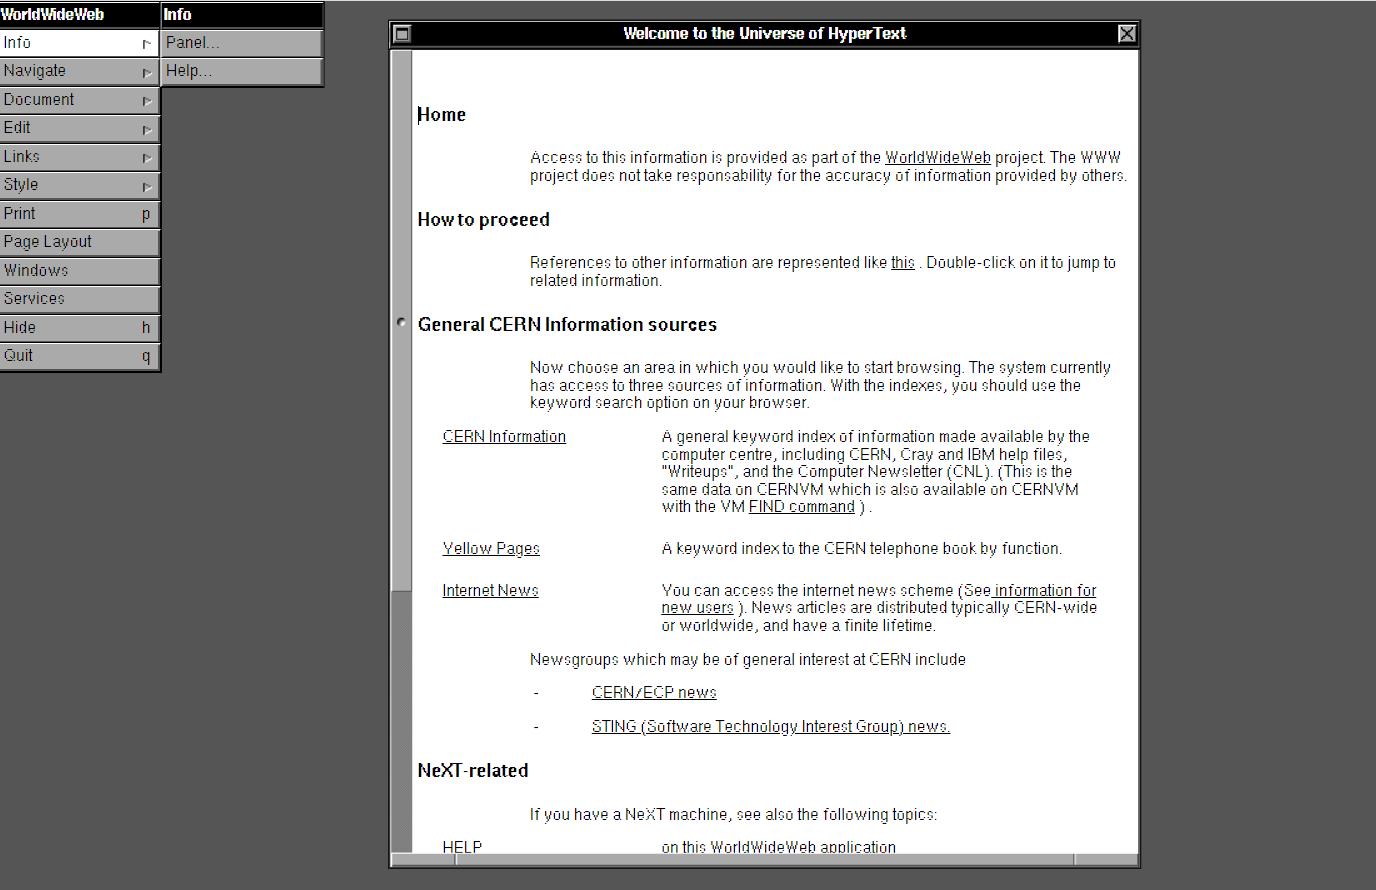 WorldWideWeb
Info
Navigate
Document
Edit
Links
Style
Print p
Page Layout
Windows
Services
Hide h
Quit q
Info
Panel...
Help...
Welcome to the Universe of HyperText
Home
Access to this information is provided as part of the WorldWideWeb project. The WWW
project does not take responsability for the accuracy of information provided by others.
How to proceed
References to other information are represented like this . Double-click on it to jump to
related information.
General CERN Information sources
Now choose an area in which you would like to start browsing. The system currently
has access to three sources of information. With the indexes, you should use the
keyword search option on your browser.
CERN Information A general keyword index of information made available by the
computer centre, including CERN, Cray and IBM help files,
"Writeups", and the Computer Newsletter (CNL). (This is the
same data on CERNVM which is also available on CERNVM
with the VM FIND command ) .
Yellow Pages A keyword index to the CERN telephone book by function.
Internet News You can access the internet news scheme (See information for
new users ). News articles are distributed typically CERN-wide
or worldwide, and have a finite lifetime.
Newsgroups which may be of general interest at CERN include
- CERN/ECP news
- STING (Software Technology Interest Group) news.
NeXT-related
If you have a NeXT machine, see also the following topics:
HELP on this WorldWideWeb application